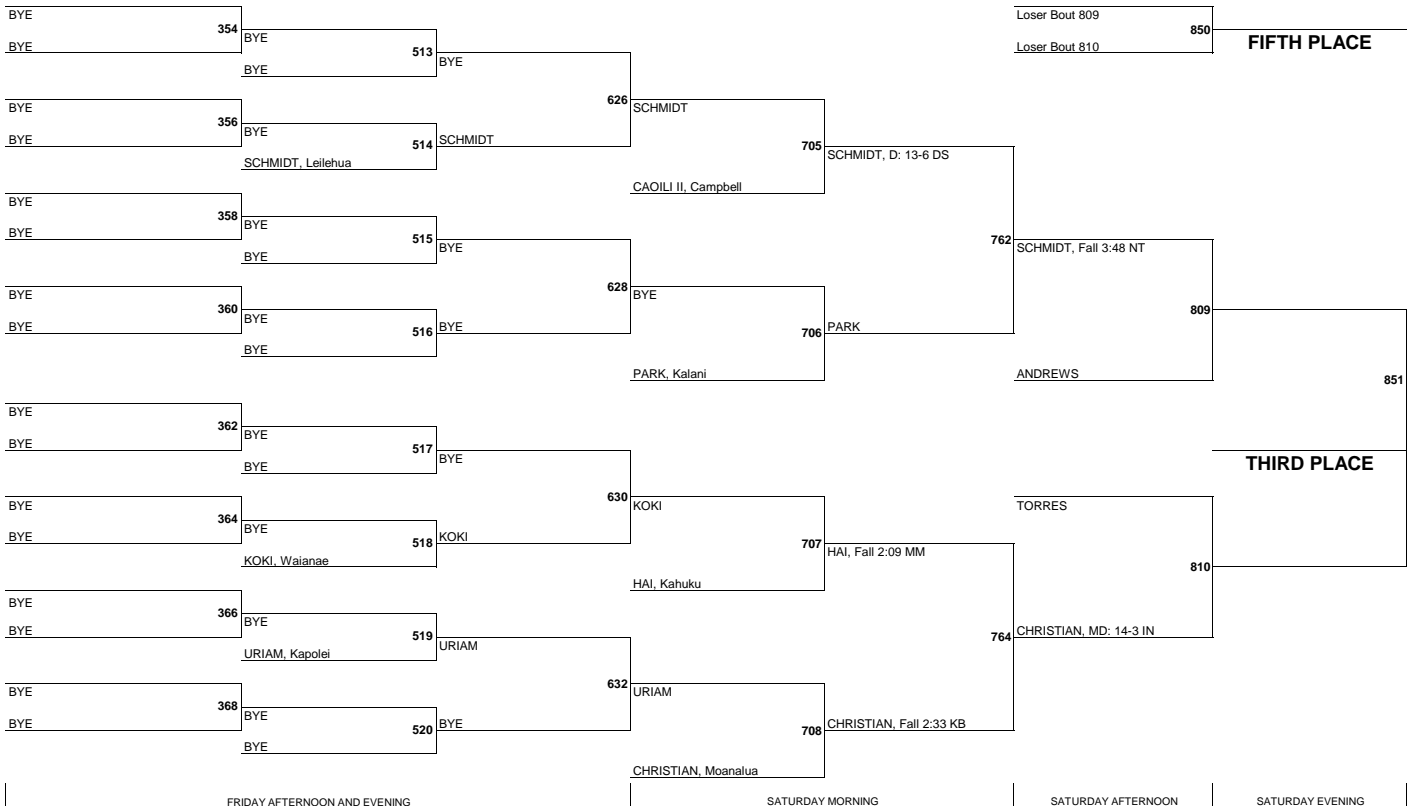 BYE
Loser Bout 809
354
850
BYE
BYE
Loser Bout 810
FIFTH PLACE
513
BYE
BYE
626
BYE
SCHMIDT
356
BYE
BYE
514
SCHMIDT
705
SCHMIDT, D: 13-6 DS
SCHMIDT, Leilehua
CAOILI II, Campbell
BYE
358
BYE
BYE
515
762
BYE
SCHMIDT, Fall 3:48 NT
BYE
628
BYE
BYE
360
809
BYE
BYE
516
BYE
706
PARK
BYE
PARK, Kalani
ANDREWS
851
BYE
362
BYE
BYE
517
BYE
BYE
THIRD PLACE
630
BYE
KOKI
TORRES
364
BYE
BYE
518
KOKI
707
HAI, Fall 2:09 MM
KOKI, Waianae
810
HAI, Kahuku
BYE
366
BYE
BYE
519
764
CHRISTIAN, MD: 14-3 IN
URIAM
URIAM, Kapolei
632
BYE
URIAM
368
BYE
BYE
520
BYE
708
CHRISTIAN, Fall 2:33 KB
BYE
CHRISTIAN, Moanalua
FRIDAY AFTERNOON AND EVENING
SATURDAY MORNING
SATURDAY AFTERNOON
SATURDAY EVENING